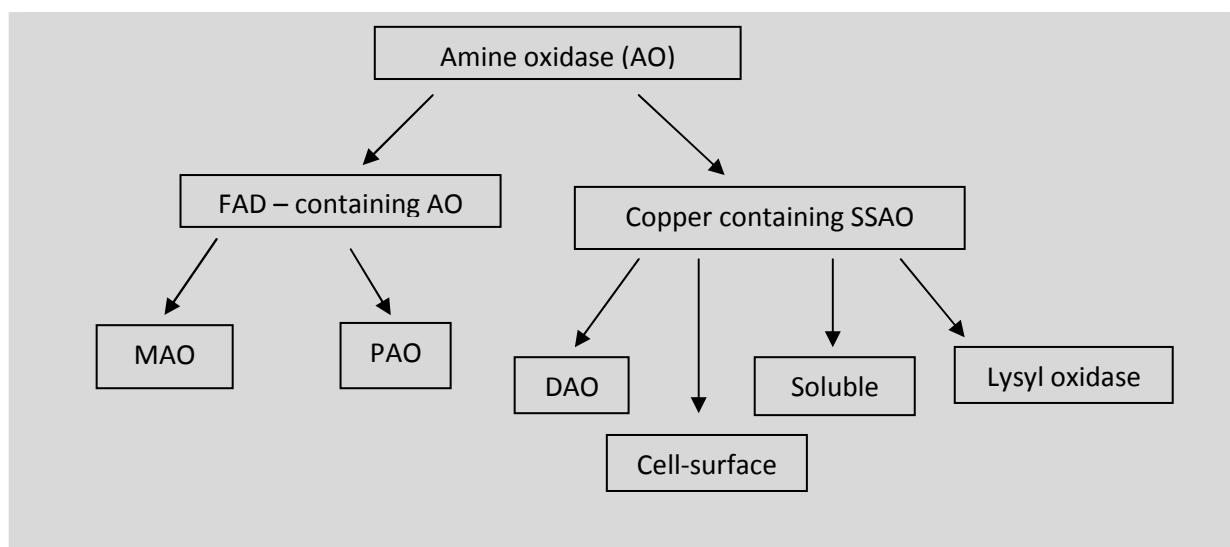 Amine oxidase (AO)
FAD – containing AO
Copper containing SSAO
MAO
PAO
DAO
Soluble
Lysyl oxidase
Cell-surface